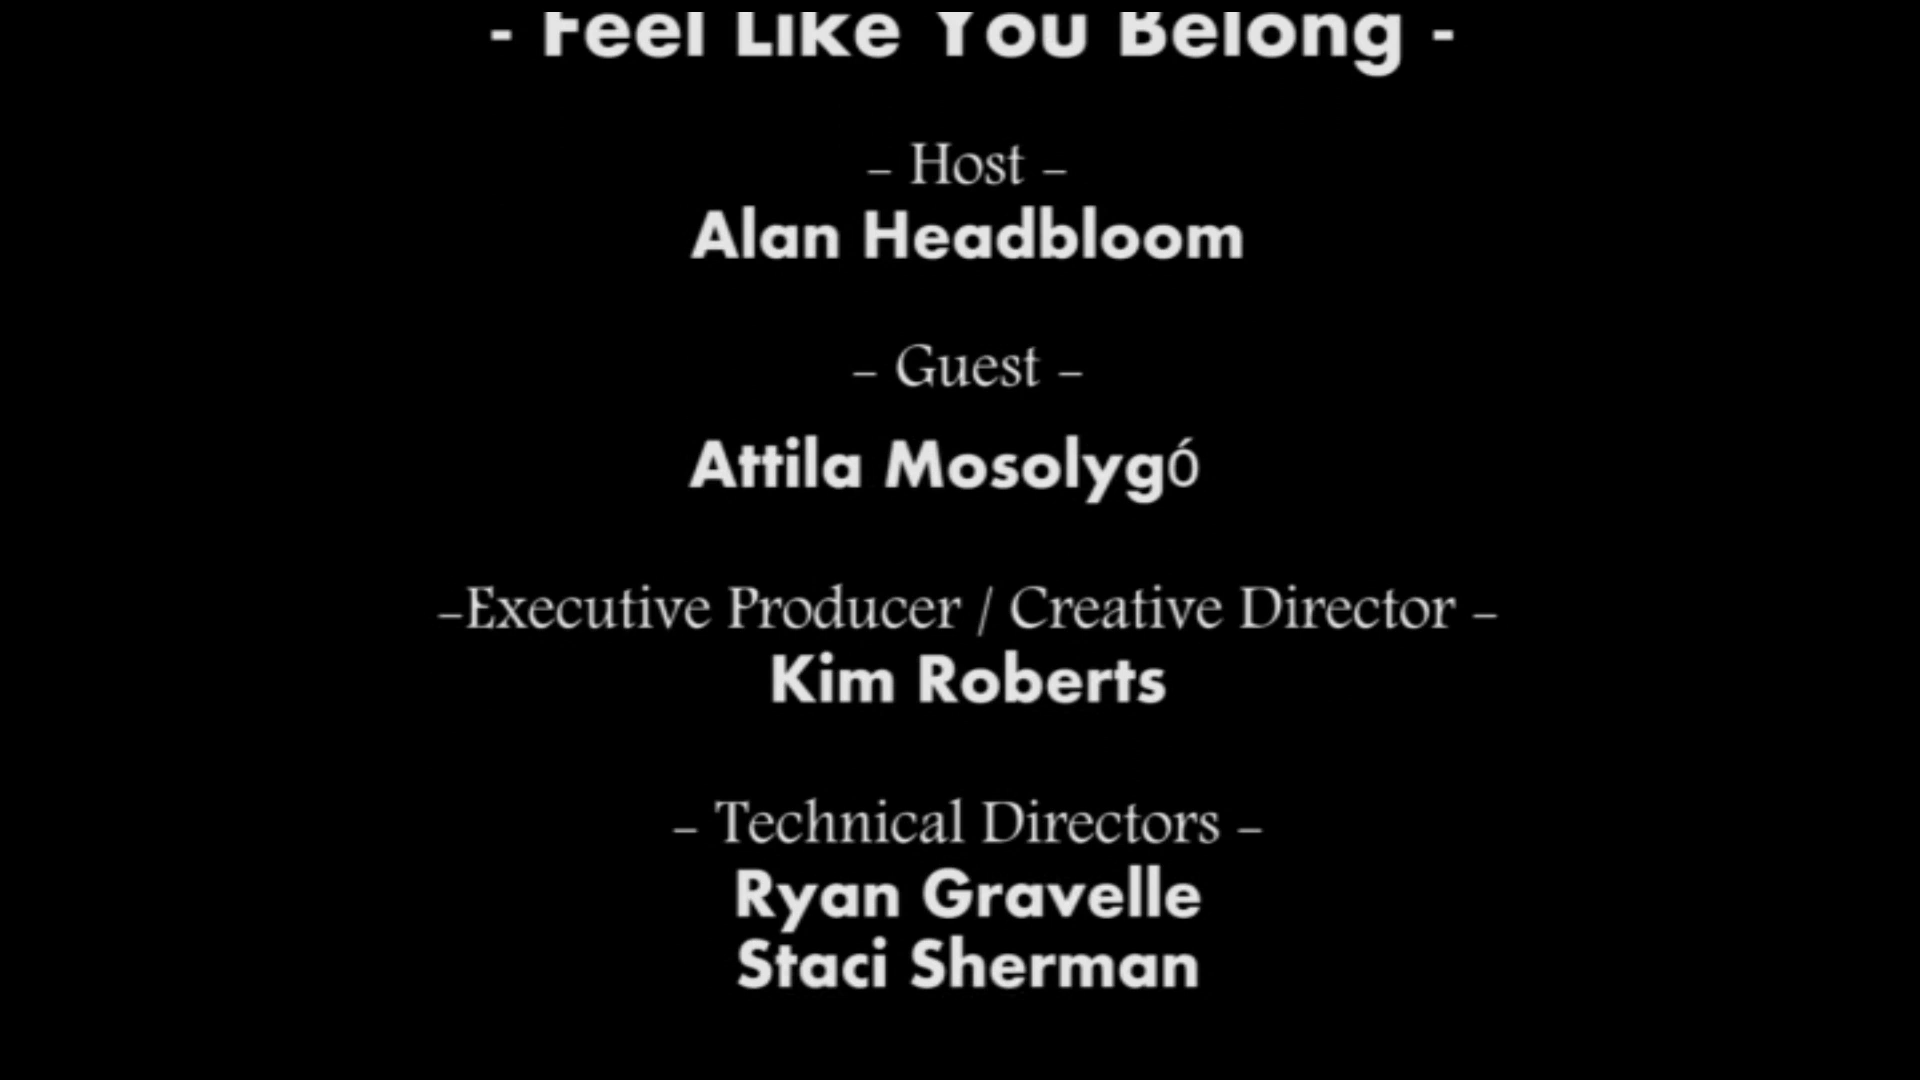 - Feel Like You Belong -
– Host –
Alan Headbloom
– Guest –
Attila Mosolygó
–Executive Producer / Creative Director –
Kim Roberts
– Technical Directors –
Ryan Gravelle
Staci Sherman